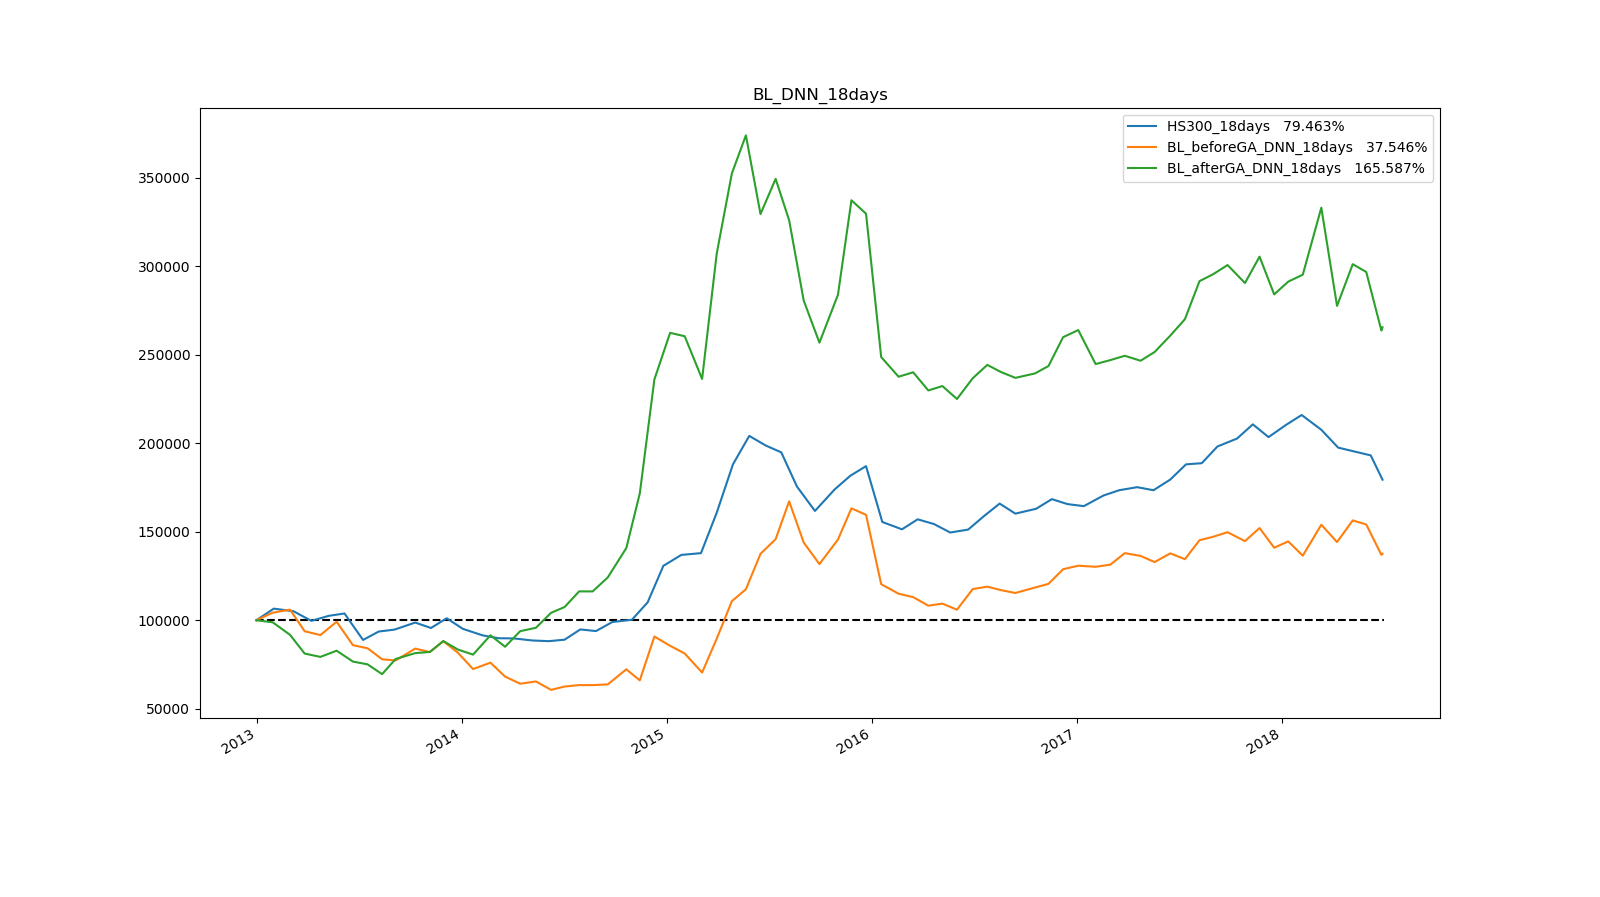 BL_DNN_18days
HS300_18days 79.463%
BL_beforeGA_DNN_18days 37.546%
BL_afterGA_DNN_18days 165.587%
350000
300000
250000
200000
150000
100000
50000
2013 2014 2015 2016 2017 2018